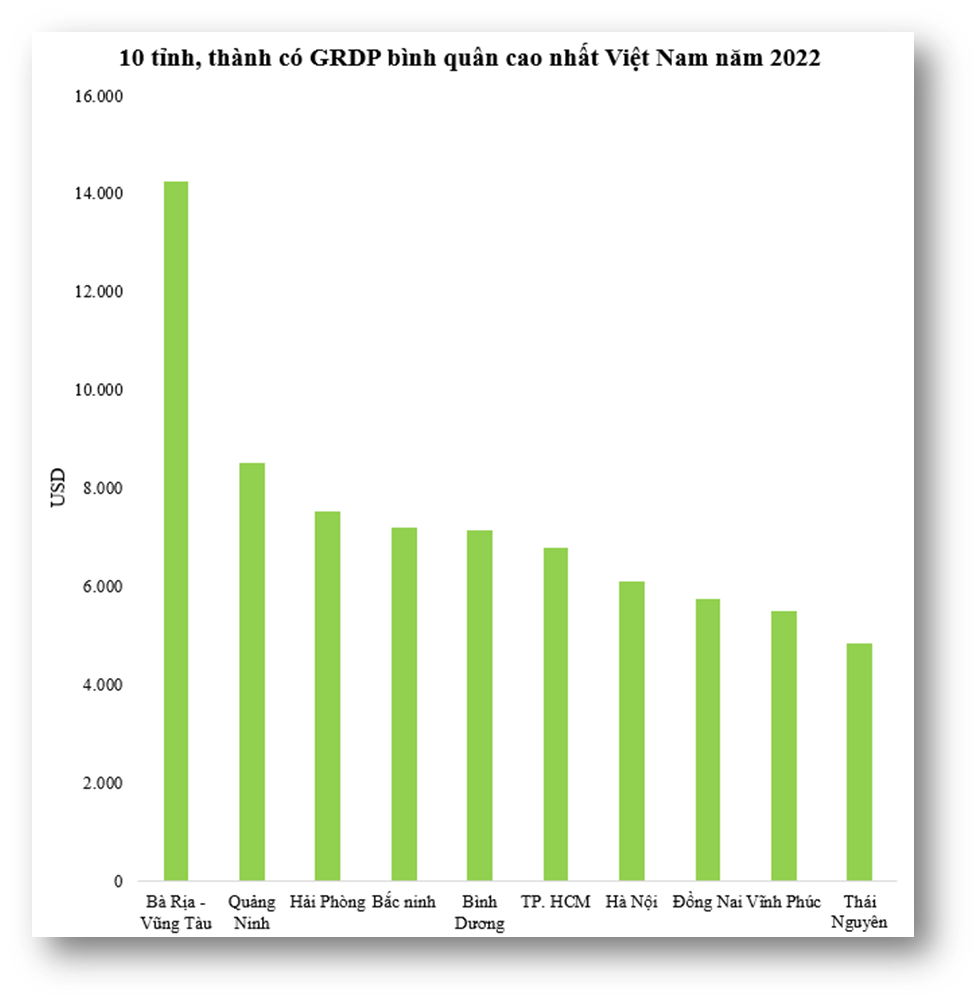 10 tỉnh, thành có GRDP bình quân cao nhất Việt Nam năm 2022
16.000
14.000
12.000
10.000
8.000
6.000
4.000
2.000
0
USD
Bà Rịa -
Vũng Tàu
Quảng
Ninh
Hải Phòng
Bắc ninh
Bình
Dương
TP. HCM
Hà Nội
Đồng Nai
Vĩnh Phúc
Thái
Nguyên